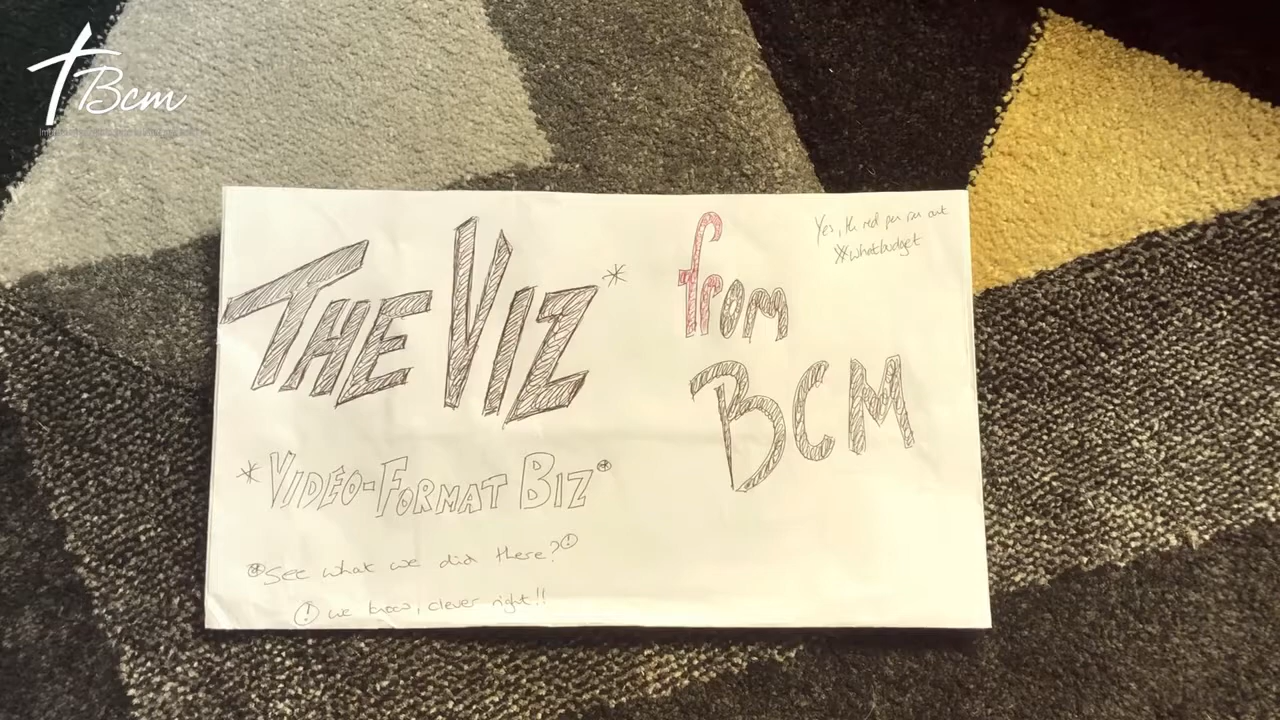 Bcm
THE VIZ*
from
BCM
Yes, the red pen ran out
#whatbudget
*VIDEO-FORMAT BIZ*
*See what we did there?!
! we know, clever right!!